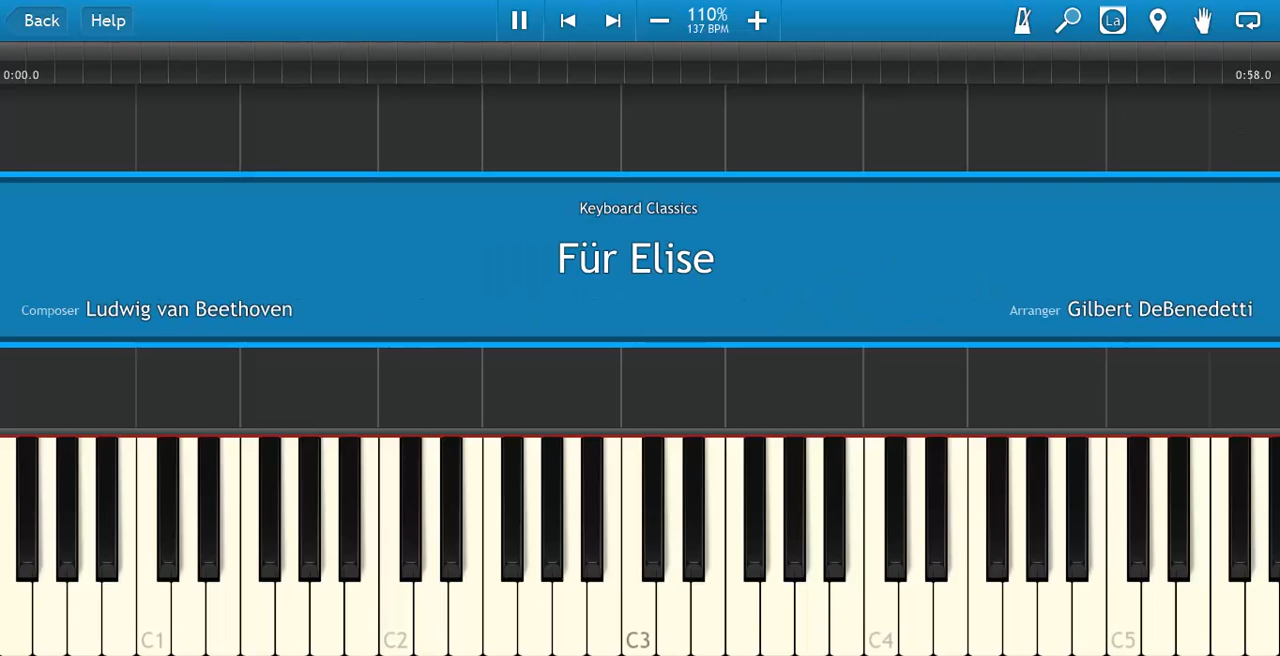 Back Help 110% La
137 BPM
0:00.0 0:58.0
Keyboard Classics
Für Elise
Composer Ludwig van Beethoven Arranger Gilbert DeBenedetti
C1 C2 C3 C4 C5